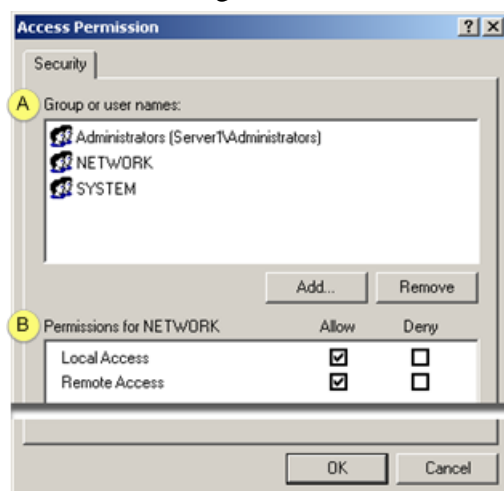 Access Permission
Security
A Group or user names:
Administrators (Server1\Administrators)
NETWORK
SYSTEM
Add... Remove
B Permissions for NETWORK Allow Deny
Local Access
Remote Access
OK Cancel